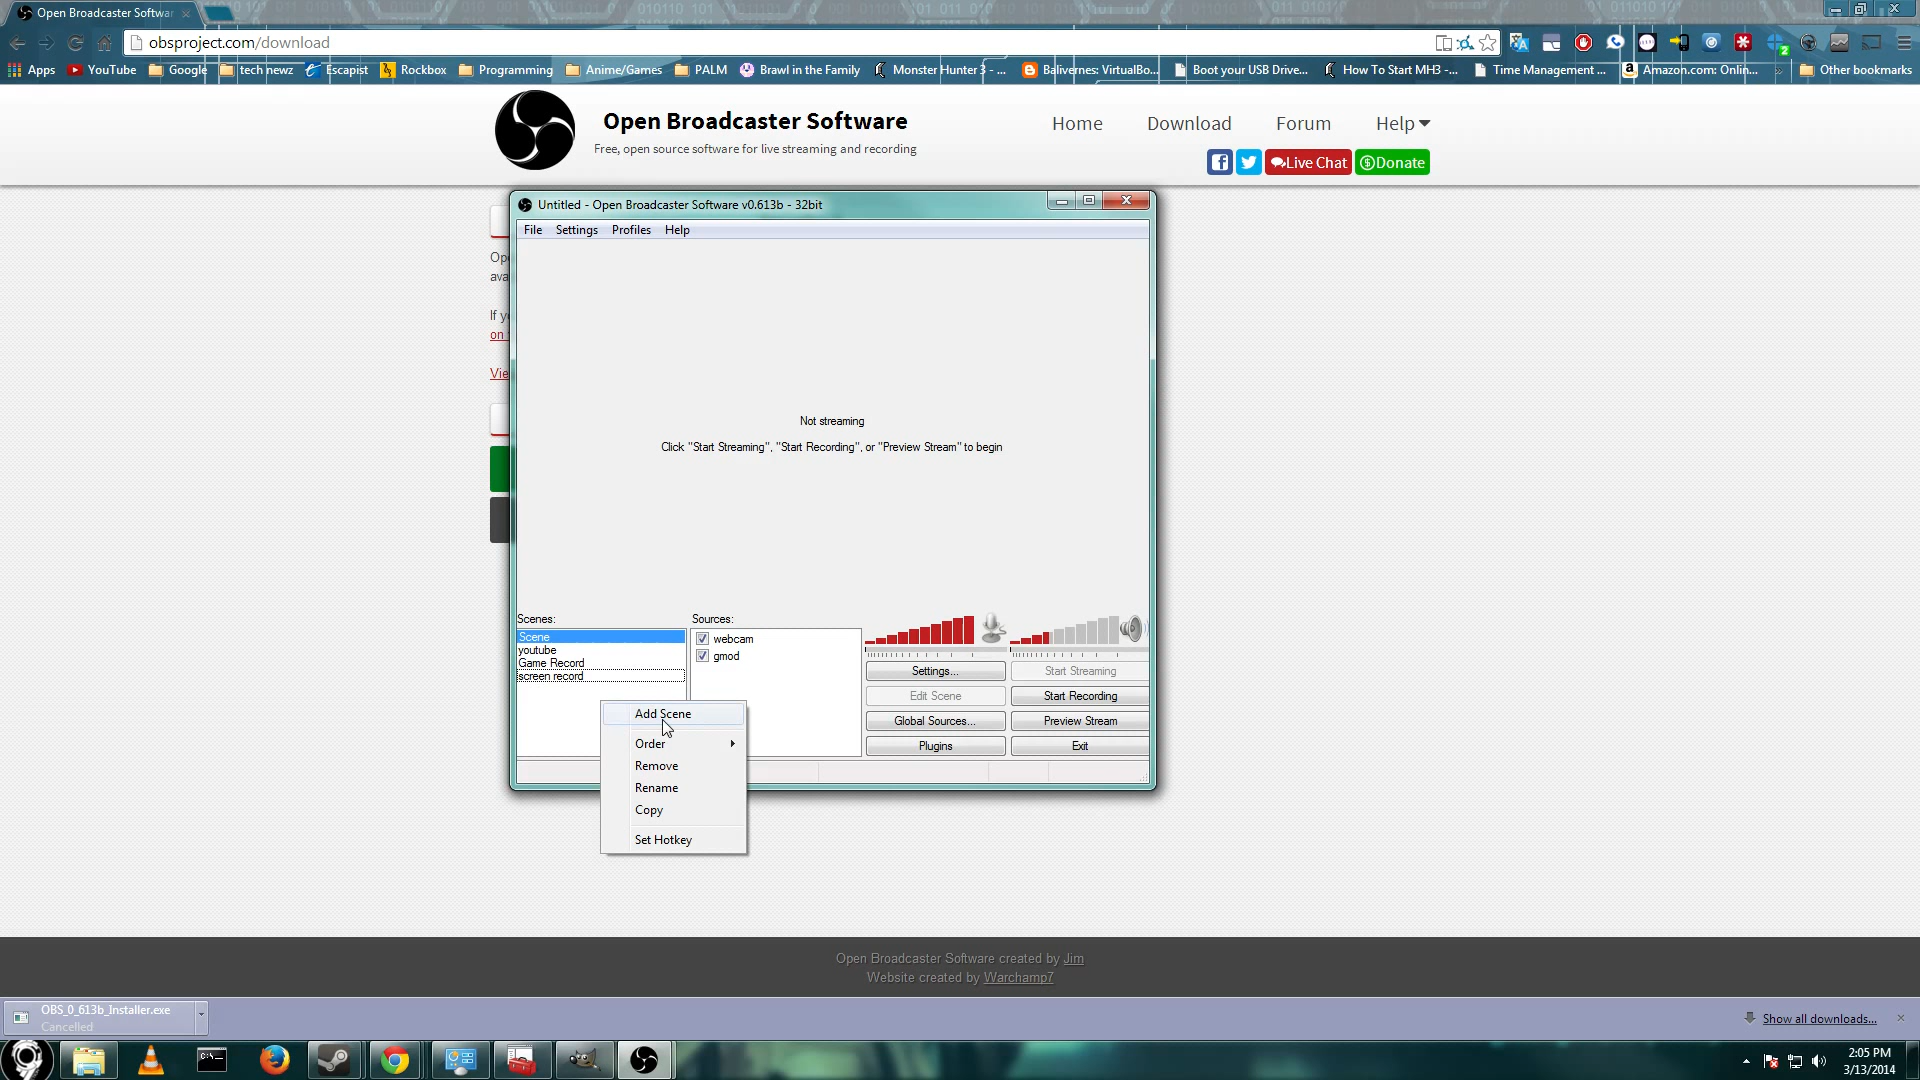 Open Broadcaster Softwar
obsproject.com/download
Apps YouTube Google tech newz Escapist Rockbox Programming Anime/Games PALM Brawl in the Family Monster Hunter 3 - ... Balivernes: VirtualBo... Boot your USB Drive... How To Start MH3 -... Time Management ... Amazon.com: Onlin... » Other bookmarks
Open Broadcaster Software
Free, open source software for live streaming and recording
Home Download Forum Help
Live Chat Donate
Untitled - Open Broadcaster Software v0.613b - 32bit
File Settings Profiles Help
Op
ava
If y
on
Vie
Not streaming
Click "Start Streaming", "Start Recording", or "Preview Stream" to begin
Scenes:
Scene
youtube
Game Record
screen record
Sources:
webcam
gmod
Settings...
Start Streaming
Edit Scene
Start Recording
Global Sources...
Preview Stream
Plugins
Exit
Add Scene
Order
Remove
Rename
Copy
Set Hotkey
Open Broadcaster Software created by Jim
Website created by Warchamp7
OBS_0_613b_Installer.exe
Cancelled
Show all downloads...
2:05 PM
3/13/2014